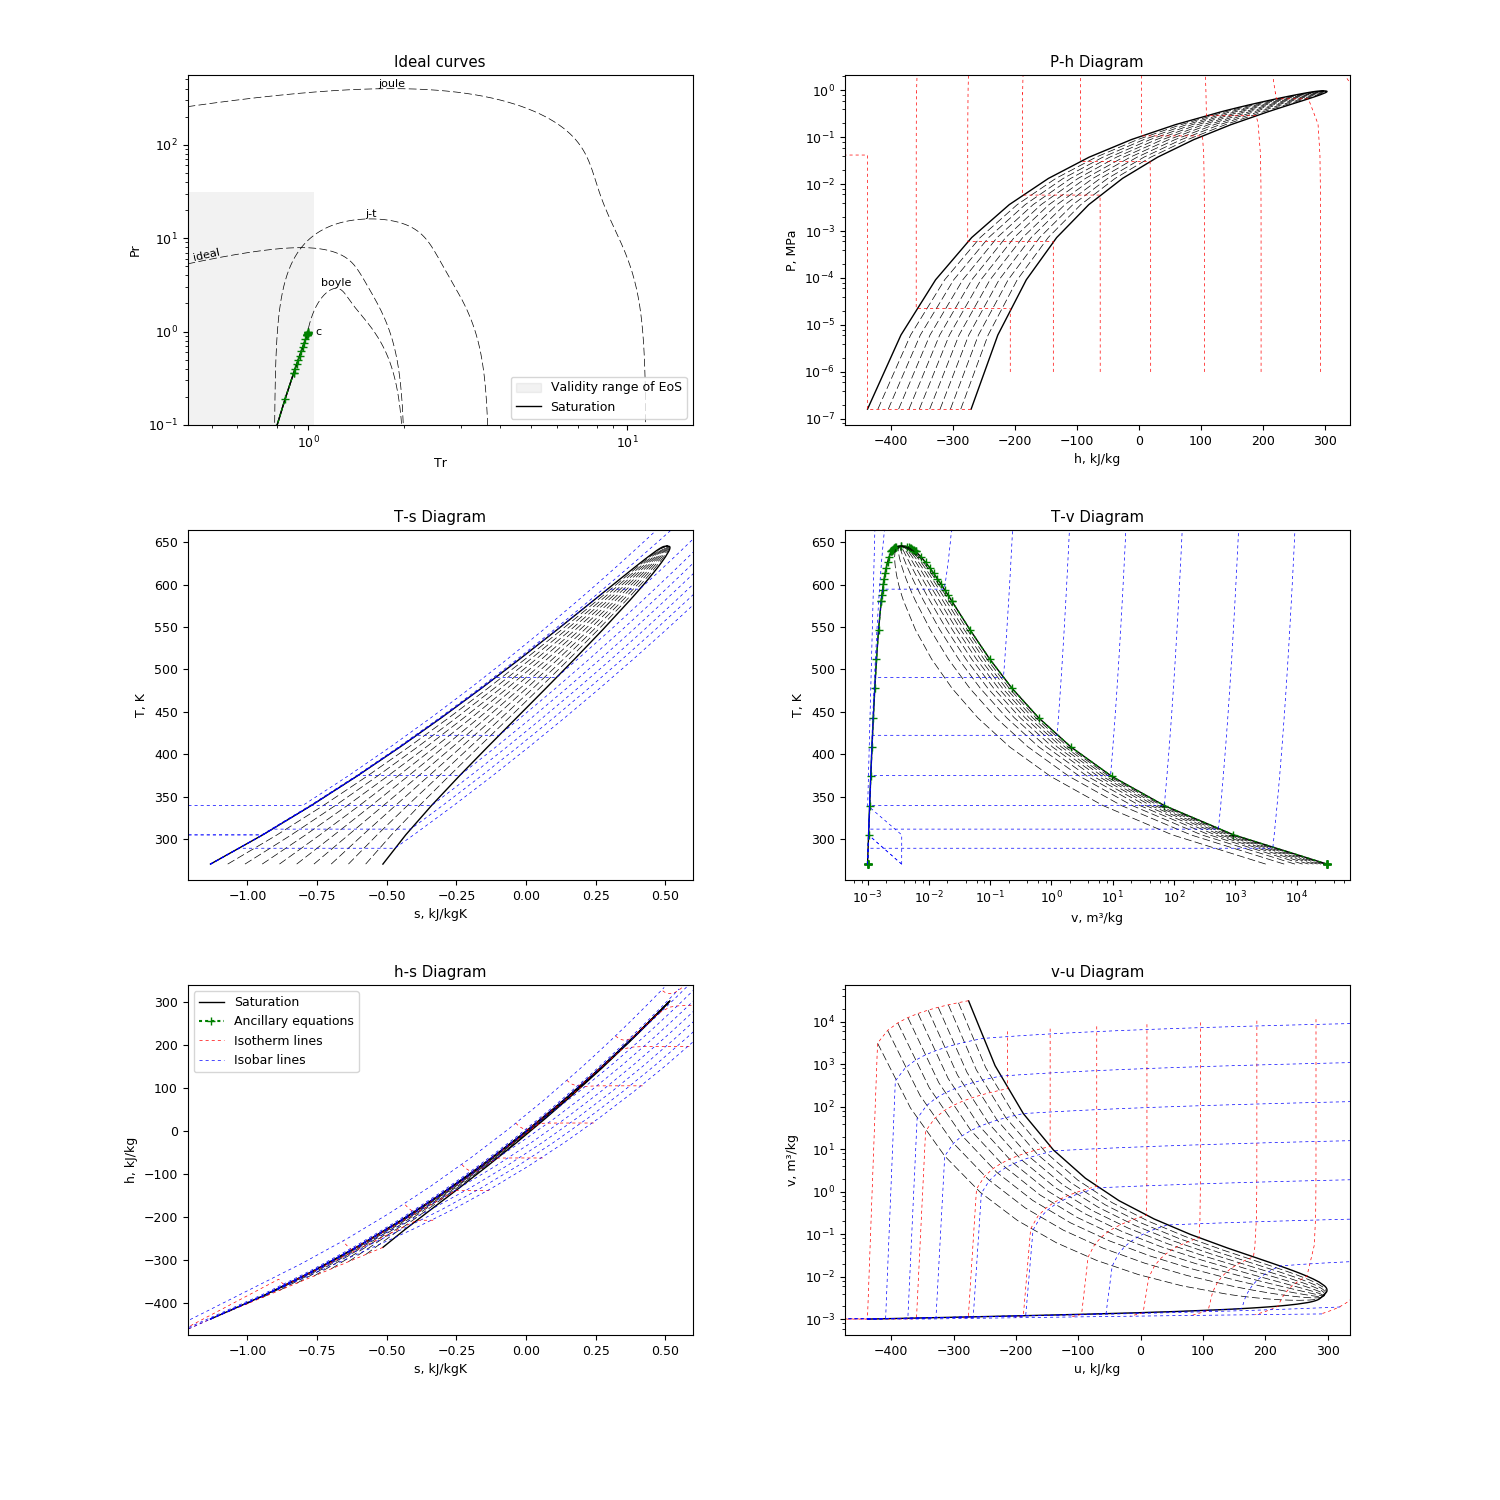 Ideal curves
Pr
10²
10¹
10⁰
10⁻¹
joule
j-t
ideal
boyle
c
Validity range of EoS
Saturation
10⁰ 10¹
Tr
P-h Diagram
P, MPa
10⁰
10⁻¹
10⁻²
10⁻³
10⁻⁴
10⁻⁵
10⁻⁶
10⁻⁷
−400 −300 −200 −100 0 100 200 300
h, kJ/kg
T-s Diagram
T, K
650
600
550
500
450
400
350
300
−1.00 −0.75 −0.50 −0.25 0.00 0.25 0.50
s, kJ/kgK
T-v Diagram
T, K
650
600
550
500
450
400
350
300
10⁻³ 10⁻² 10⁻¹ 10⁰ 10¹ 10² 10³ 10⁴
v, m³/kg
h-s Diagram
h, kJ/kg
300
200
100
0
−100
−200
−300
−400
Saturation
Ancillary equations
Isotherm lines
Isobar lines
−1.00 −0.75 −0.50 −0.25 0.00 0.25 0.50
s, kJ/kgK
v-u Diagram
v, m³/kg
10⁴
10³
10²
10¹
10⁰
10⁻¹
10⁻²
10⁻³
−400 −300 −200 −100 0 100 200 300
u, kJ/kg